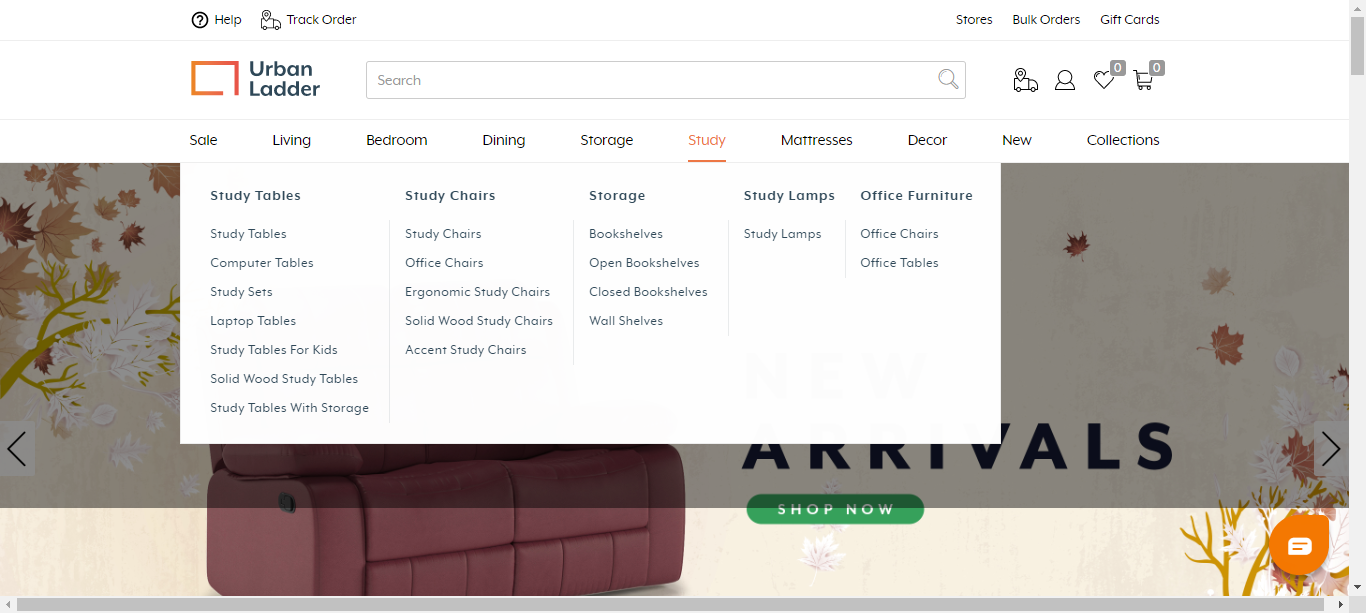 Help
Track Order
Stores
Bulk Orders
Gift Cards
Urban
Ladder
Search
0
0
Sale
Living
Bedroom
Dining
Storage
Study
Mattresses
Decor
New
Collections
Study Tables
Study Tables
Computer Tables
Study Sets
Laptop Tables
Study Tables For Kids
Solid Wood Study Tables
Study Tables With Storage
Study Chairs
Study Chairs
Office Chairs
Ergonomic Study Chairs
Solid Wood Study Chairs
Accent Study Chairs
Storage
Bookshelves
Open Bookshelves
Closed Bookshelves
Wall Shelves
Study Lamps
Study Lamps
Office Furniture
Office Chairs
Office Tables
NEW
ARRIVALS
SHOP NOW